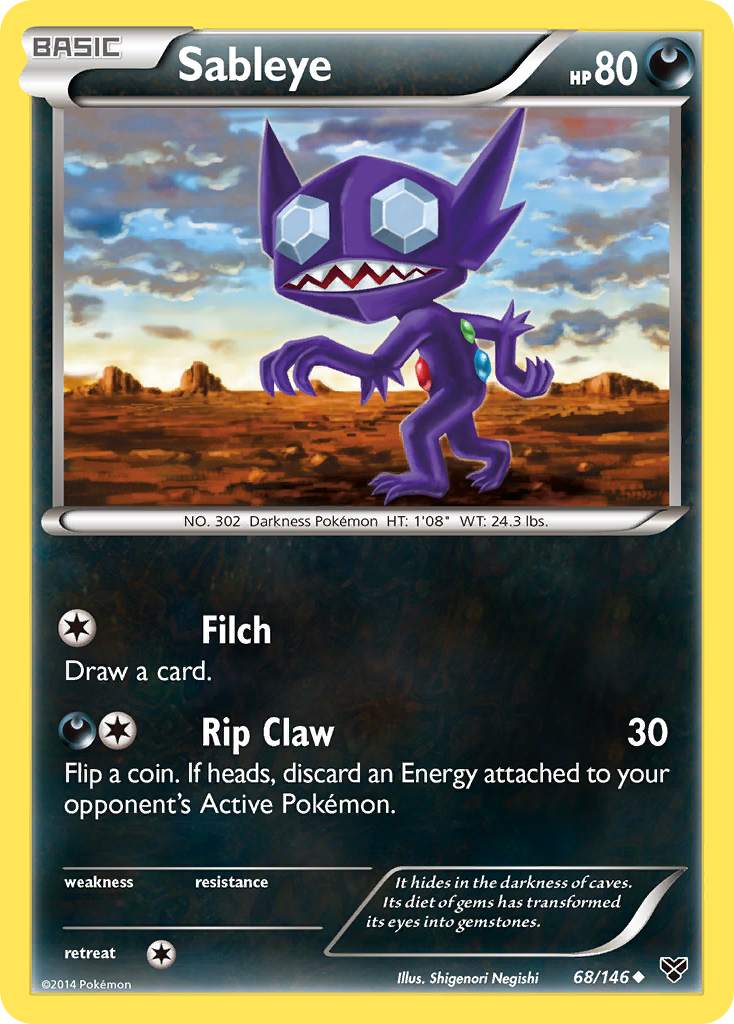 BASIC
Sableye
HP 80
NO. 302 Darkness Pokémon HT: 1'08" WT: 24.3 lbs.
Filch
Draw a card.
Rip Claw 30
Flip a coin. If heads, discard an Energy attached to your
opponent's Active Pokémon.
weakness resistance
retreat
It hides in the darkness of caves.
Its diet of gems has transformed
its eyes into gemstones.
©2014 Pokémon
Illus. Shigenori Negishi
68/146